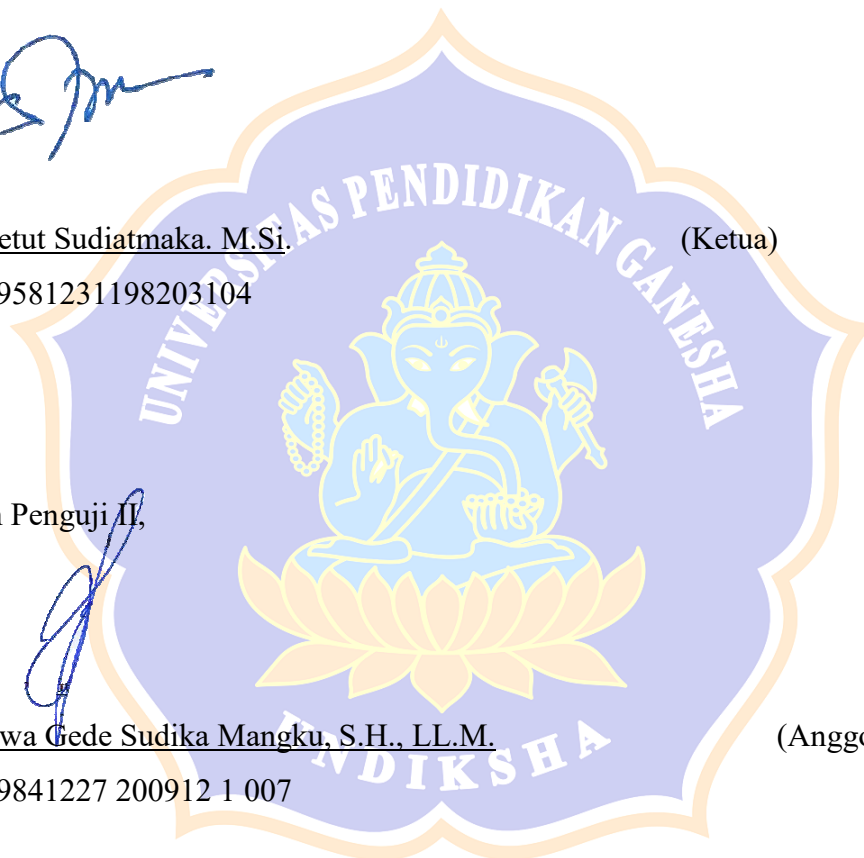 UNIVERSITAS PENDIDIKAN GANESHA
etut Sudiatmaka. M.Si. (Ketua)
9581231198203104
Penguji II,
wa Gede Sudika Mangku, S.H., LL.M. (Anggo
9841227 200912 1 007
UNDIKSHA